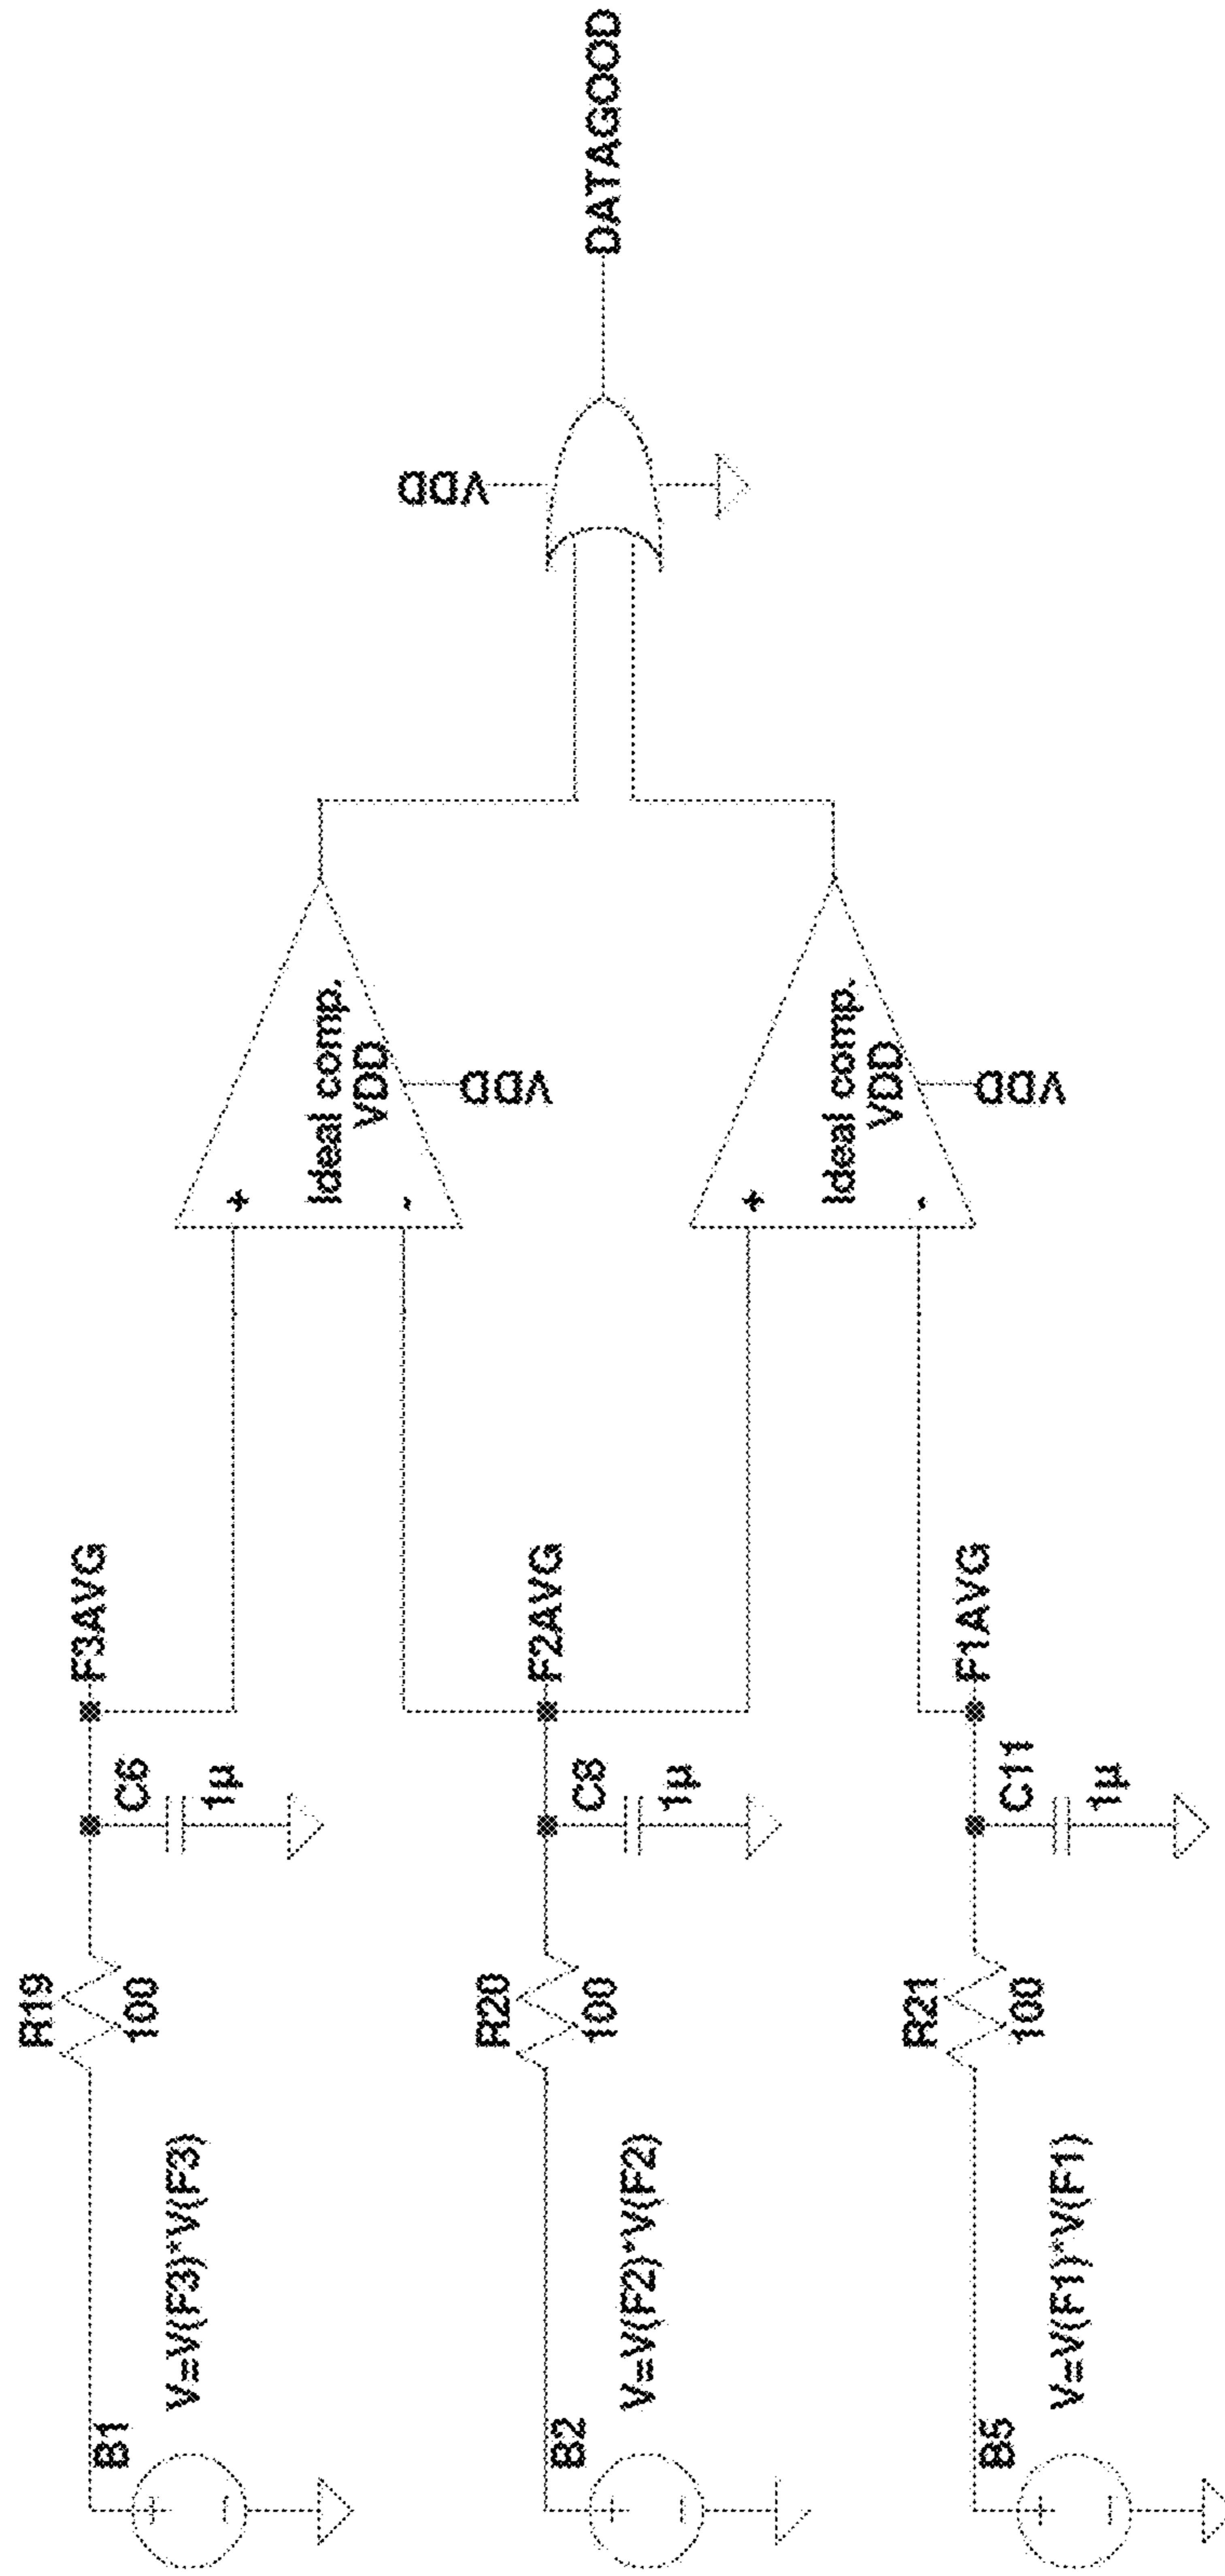 B1
V=V(F3)*V(F3)
R19
100
C6
1µ
F3AVG
+
-
Ideal comp.
VDD
VDD
B2
V=V(F2)*V(F2)
R20
100
C8
1µ
F2AVG
+
-
Ideal comp.
VDD
VDD
B5
V=V(F1)*V(F1)
R21
100
C11
1µ
F1AVG
VDD
DATAGOOD